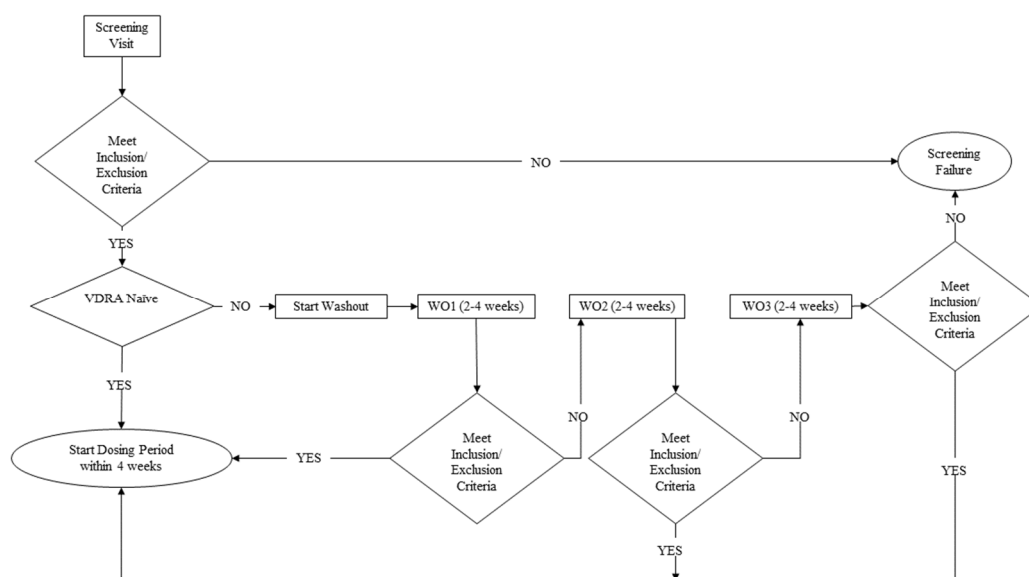 Screening
Visit
Meet
Inclusion/
Exclusion
Criteria
NO
Screening
Failure
YES
NO
VDRA Naïve
NO
Start Washout
WO1 (2-4 weeks)
WO2 (2-4 weeks)
WO3 (2-4 weeks)
Meet
Inclusion/
Exclusion
Criteria
YES
NO
NO
Start Dosing Period
within 4 weeks
YES
Meet
Inclusion/
Exclusion
Criteria
Meet
Inclusion/
Exclusion
Criteria
YES
YES